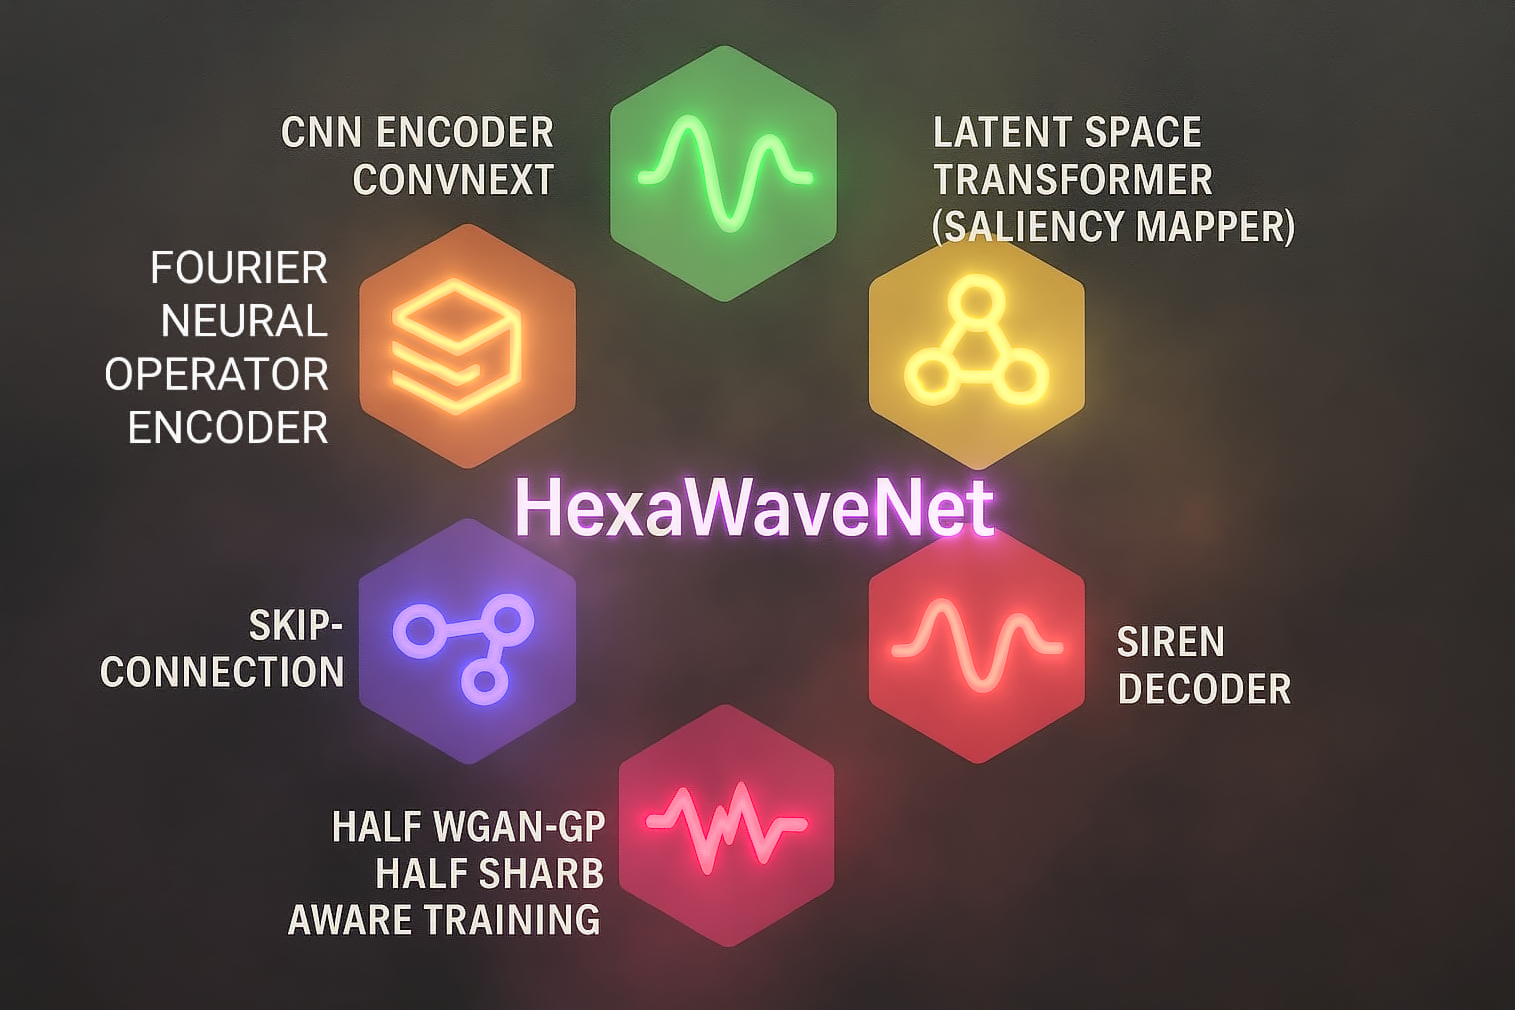 CNN ENCODER
CONVNEXT
LATENT SPACE
TRANSFORMER
(SALIENCY MAPPER)
FOURIER
NEURAL
OPERATOR
ENCODER
HexaWaveNet
SKIP-
CONNECTION
SIREN
DECODER
HALF WGAN-GP
HALF SHARB
AWARE TRAINING